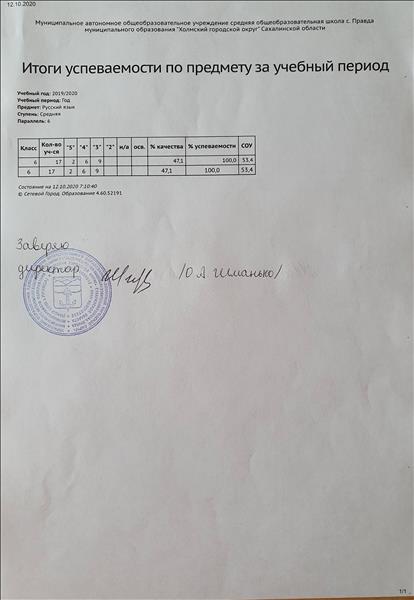 12.10.2020
Муниципальное автономное общеобразовательное учреждение средняя общеобразовательная школа с. Правда
муниципального образования "Холмский городской округ" Сахалинской области
Итоги успеваемости по предмету за учебный период
Учебный год: 2019/2020
Учебный период: Год
Предмет: Русский язык
Ступень: Средняя
Параллель: 6
Класс Кол-во уч-ся "5" "4" "3" "2" н/а осв. % качества % успеваемости СОУ
6 17 2 6 9 47,1 100,0 53,4
6 17 2 6 9 47,1 100,0 53,4
Состояние на 12.10.2020 7:10:40
© Сетевой Город. Образование 4.60.52191
Заверяю
директор /О.А. Шманько/
1/1